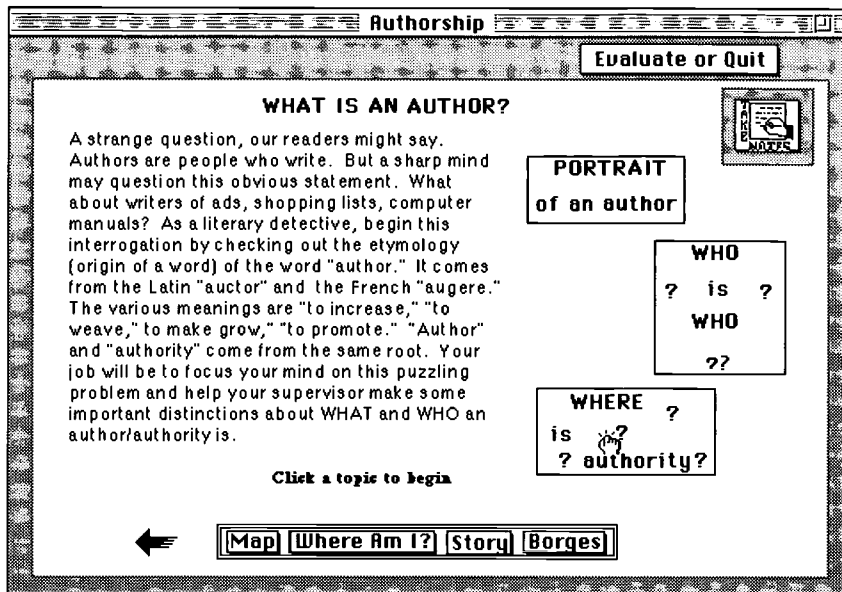 Authorship
Evaluate or Quit
WHAT IS AN AUTHOR?
TAKE
NOTES
A strange question, our readers might say.
Authors are people who write. But a sharp mind
may question this obvious statement. What
about writers of ads, shopping lists, computer
manuals? As a literary detective, begin this
interrogation by checking out the etymology
(origin of a word) of the word "author." It comes
from the Latin "auctor" and the French "augere."
The various meanings are "to increase," "to
weave," to make grow," "to promote." "Author"
and "authority" come from the same root. Your
job will be to focus your mind on this puzzling
problem and help your supervisor make some
important distinctions about WHAT and WHO an
author/authority is.
PORTRAIT
of an author
WHO
? is ?
WHO
??
WHERE ?
is ?
? authority?
Click a topic to begin
Map Where Am I? Story Borges